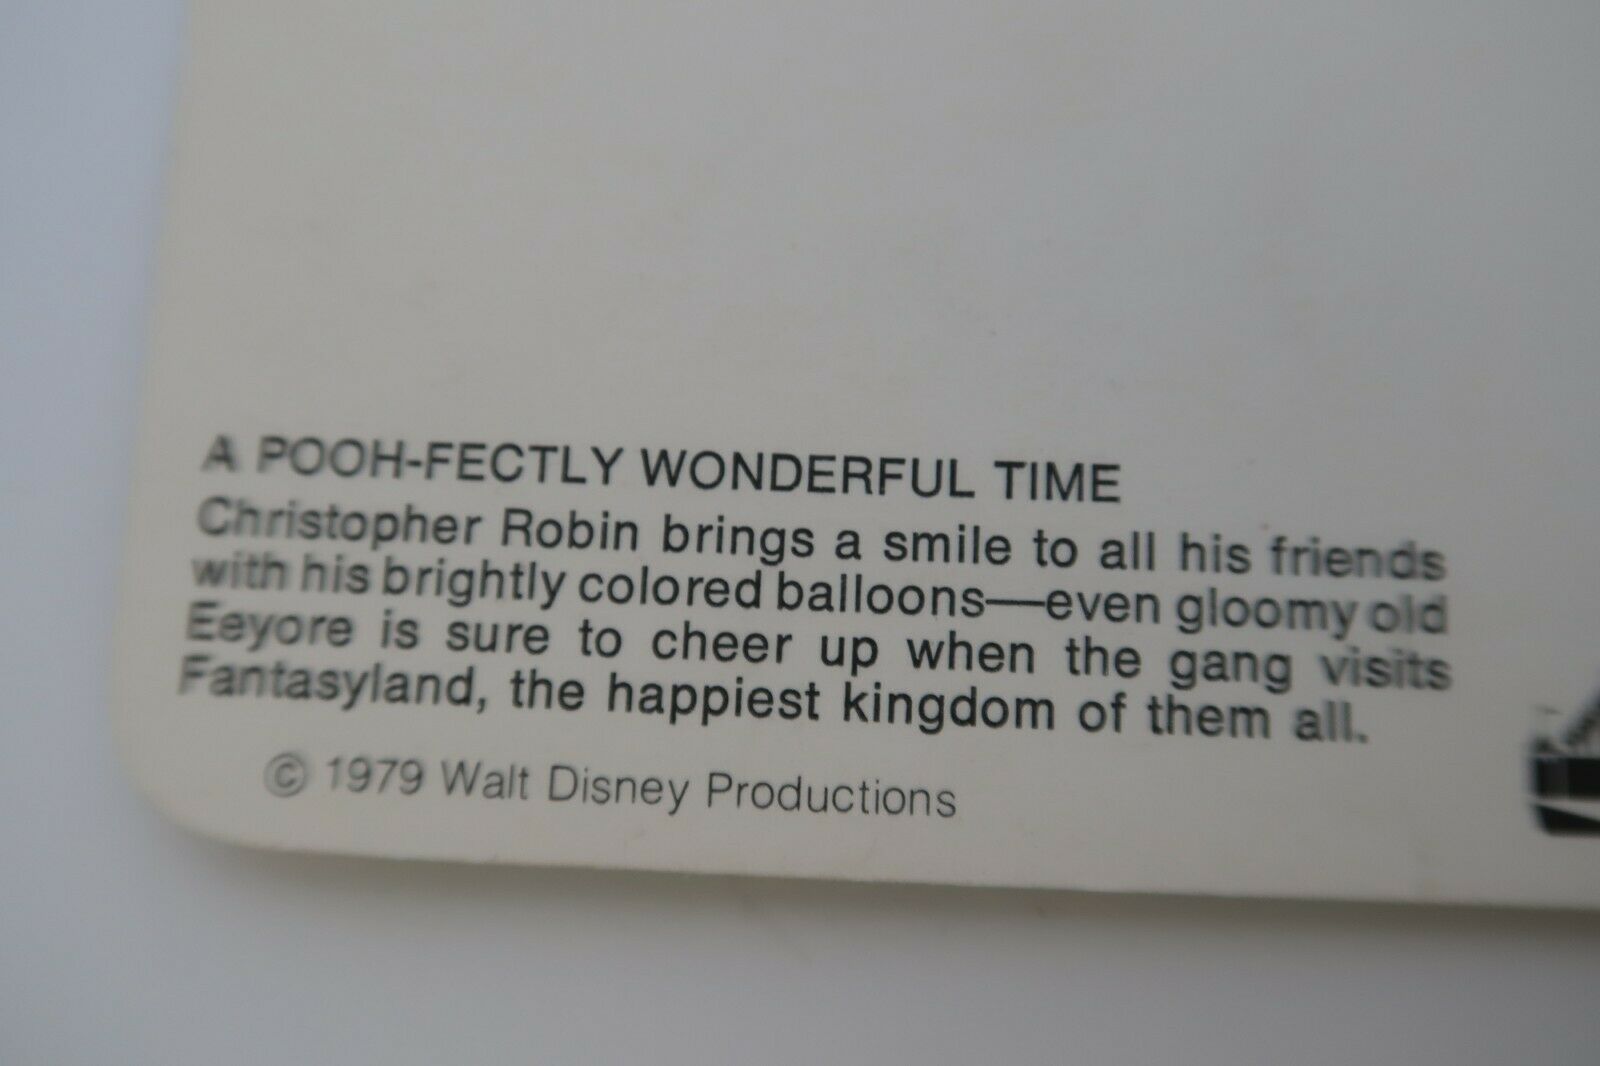 A POOH-FECTLY WONDERFUL TIME
Christopher Robin brings a smile to all his friends
with his brightly colored balloons—even gloomy old
Eeyore is sure to cheer up when the gang visits
Fantasyland, the happiest kingdom of them all.
© 1979 Walt Disney Productions